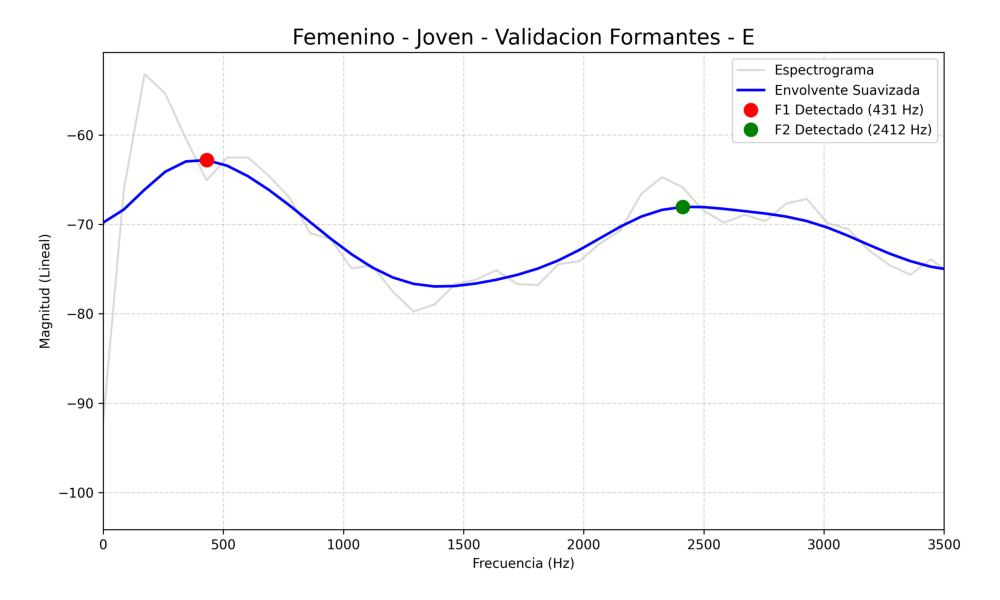 Femenino - Joven - Validacion Formantes - E
Espectrograma
Envolvente Suavizada
F1 Detectado (431 Hz)
F2 Detectado (2412 Hz)
Magnitud (Lineal)
−60
−70
−80
−90
−100
0 500 1000 1500 2000 2500 3000 3500
Frecuencia (Hz)